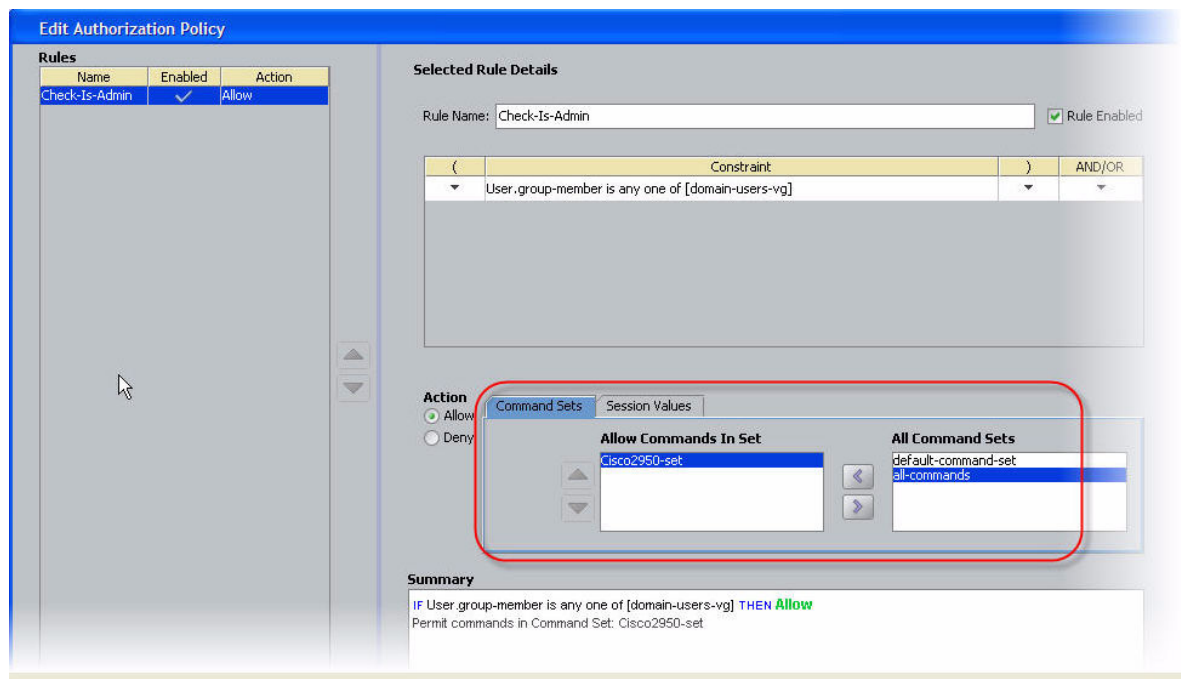 Edit Authorization Policy
Rules
Name Enabled Action
Check-Is-Admin Allow
Selected Rule Details
Rule Name: Check-Is-Admin Rule Enabled
( Constraint ) AND/OR
User.group-member is any one of [domain-users-vg]
Action
Allow
Deny
Command Sets Session Values
Allow Commands In Set
Cisco2950-set
All Command Sets
default-command-set
all-commands
Summary
IF User.group-member is any one of [domain-users-vg] THEN Allow
Permit commands in Command Set: Cisco2950-set